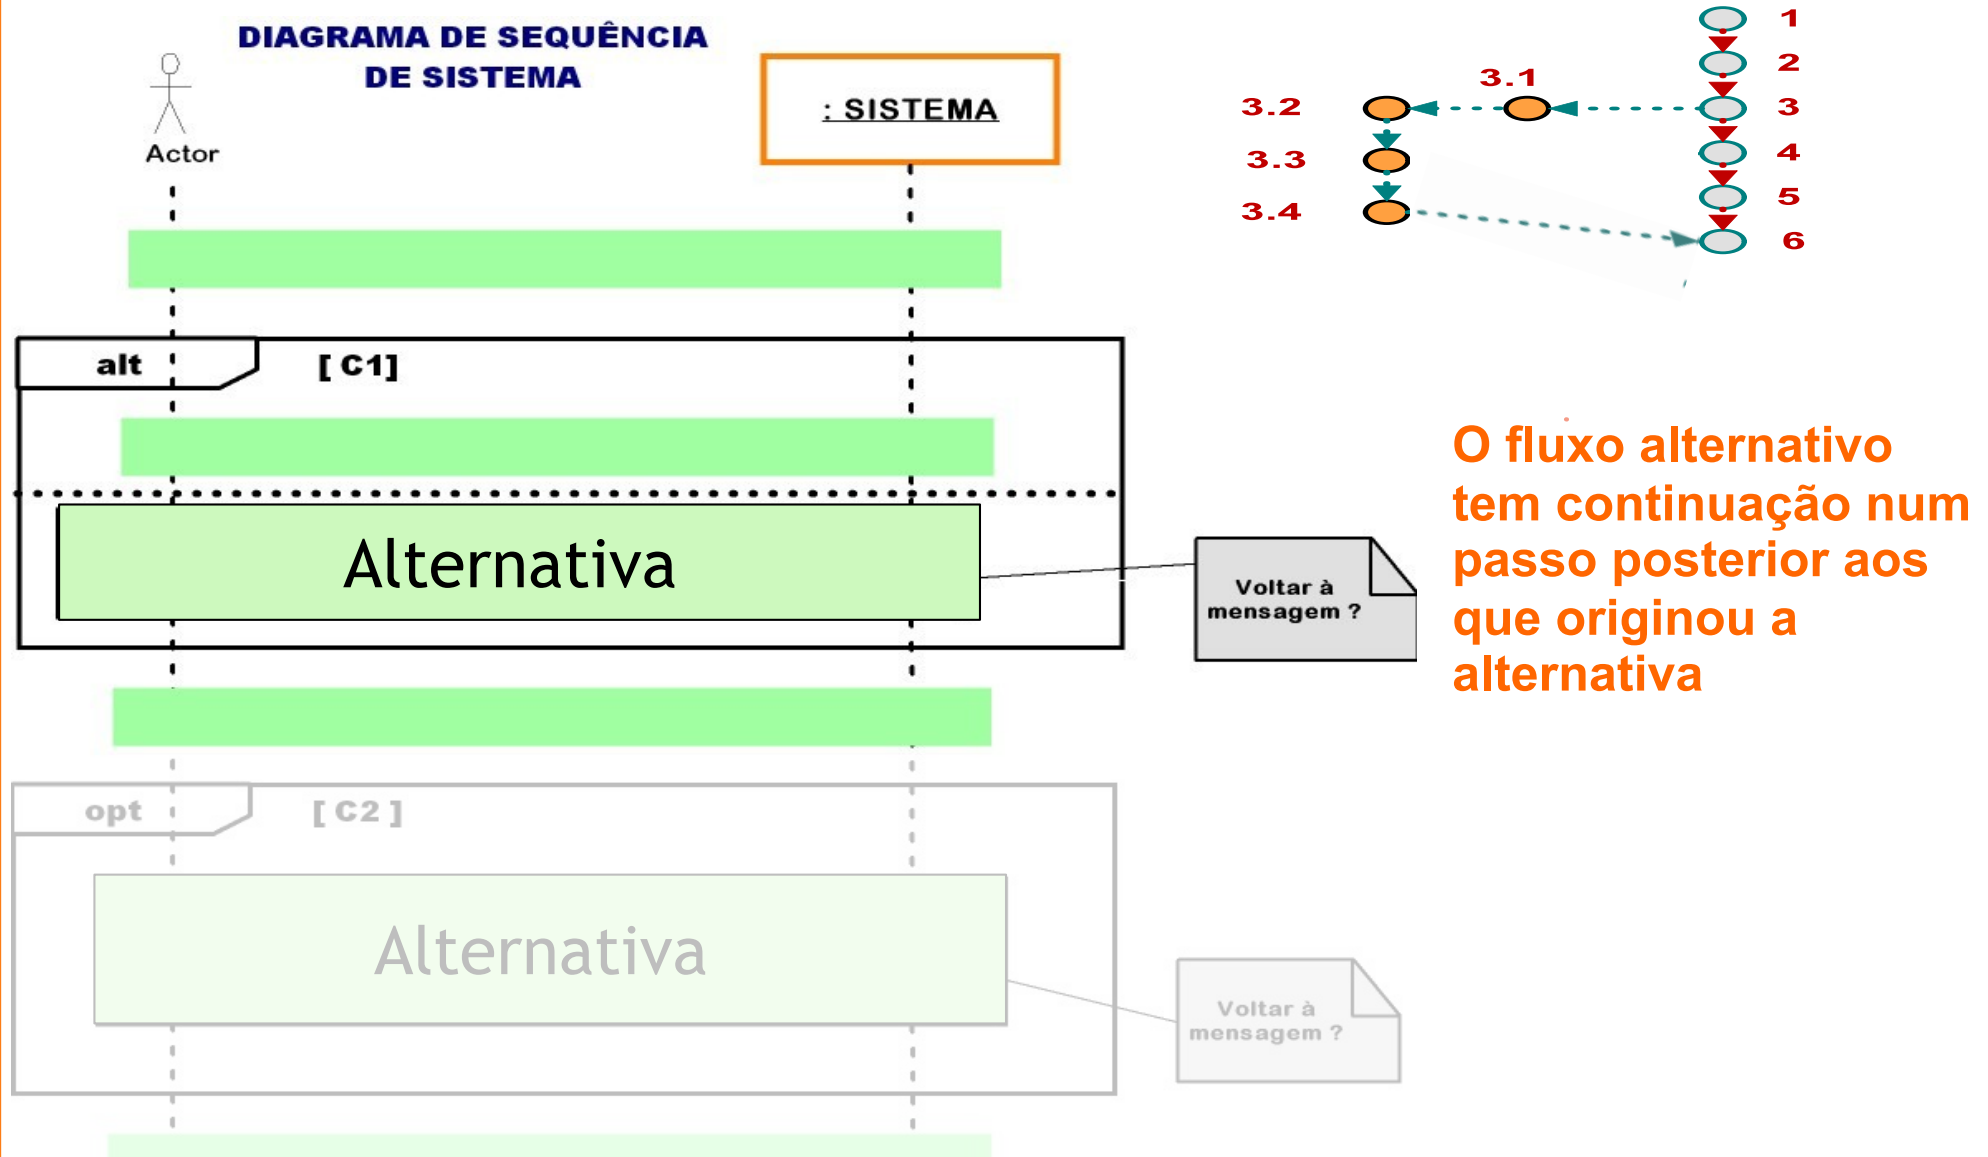 DIAGRAMA DE SEQUÊNCIA
DE SISTEMA
Actor
: SISTEMA
1
2
3
4
5
6
3.1
3.2
3.3
3.4
alt
[ C1]
Alternativa
Voltar à
mensagem ?
O fluxo alternativo
tem continuação num
passo posterior aos
que originou a
alternativa
opt
[ C2 ]
Alternativa
Voltar à
mensagem ?